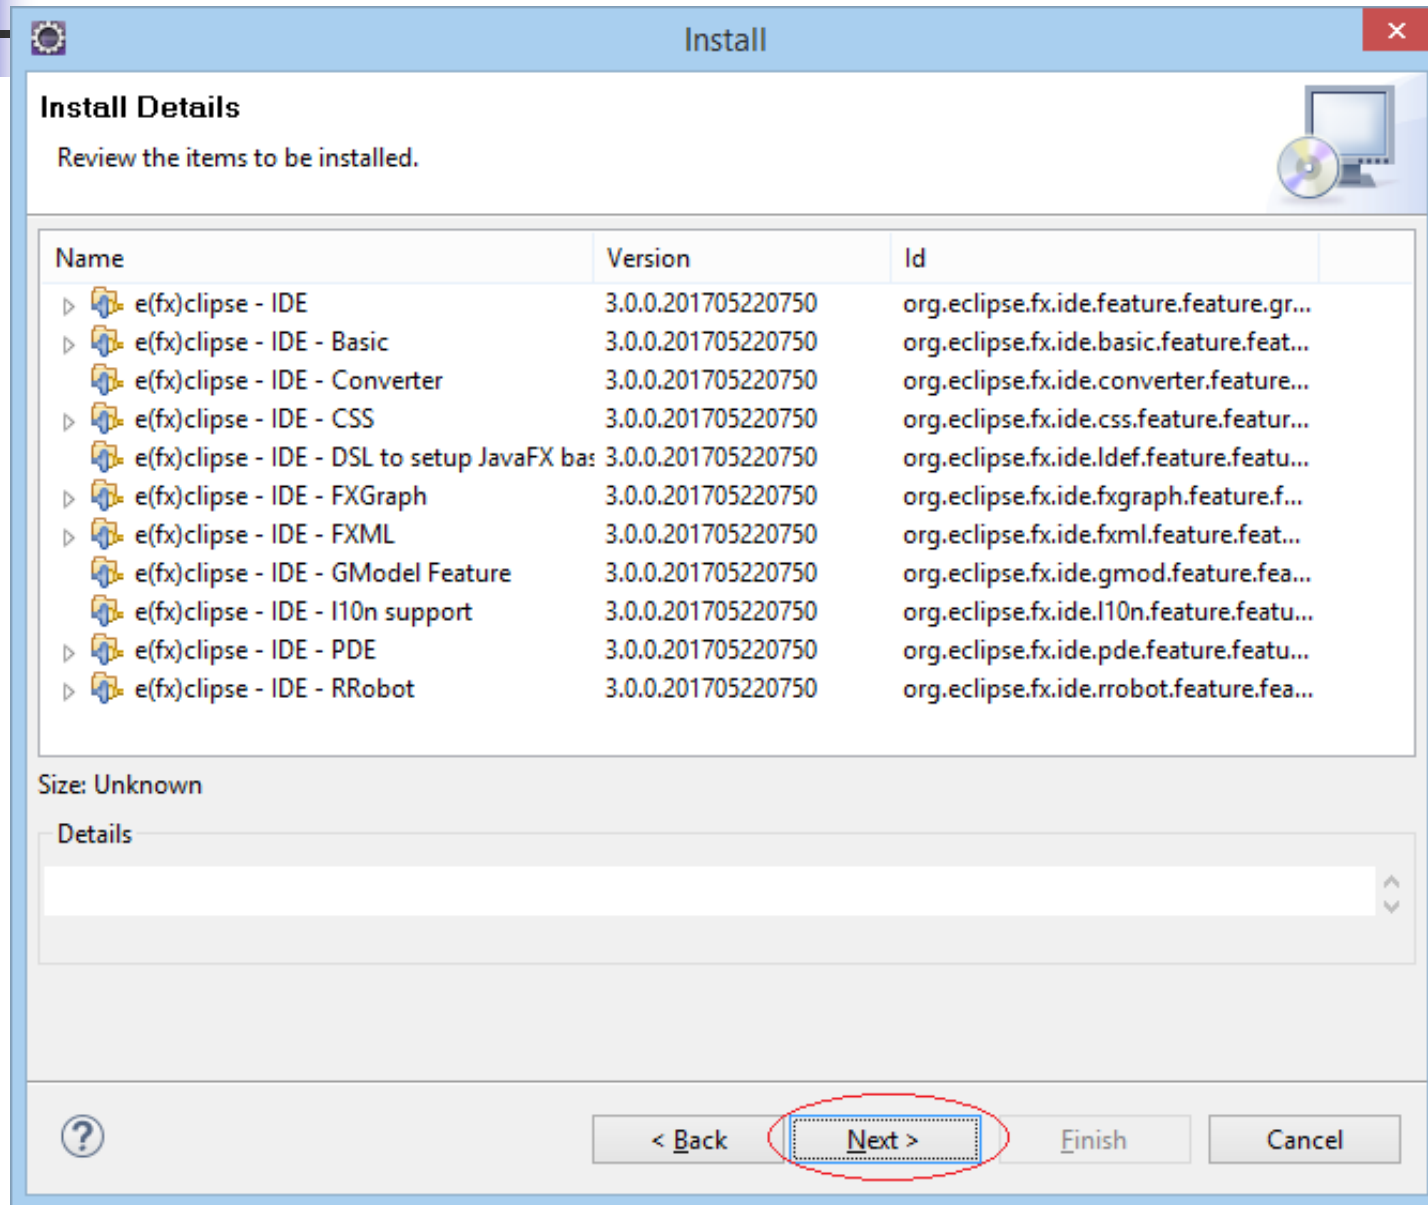 Install
Install Details
Review the items to be installed.
Name Version Id
e(fx)clipse - IDE 3.0.0.201705220750 org.eclipse.fx.ide.feature.feature.gr...
e(fx)clipse - IDE - Basic 3.0.0.201705220750 org.eclipse.fx.ide.basic.feature.feat...
e(fx)clipse - IDE - Converter 3.0.0.201705220750 org.eclipse.fx.ide.converter.feature...
e(fx)clipse - IDE - CSS 3.0.0.201705220750 org.eclipse.fx.ide.css.feature.featur...
e(fx)clipse - IDE - DSL to setup JavaFX bas 3.0.0.201705220750 org.eclipse.fx.ide.ldef.feature.featu...
e(fx)clipse - IDE - FXGraph 3.0.0.201705220750 org.eclipse.fx.ide.fxgraph.feature.f...
e(fx)clipse - IDE - FXML 3.0.0.201705220750 org.eclipse.fx.ide.fxml.feature.feat...
e(fx)clipse - IDE - GModel Feature 3.0.0.201705220750 org.eclipse.fx.ide.gmod.feature.fea...
e(fx)clipse - IDE - l10n support 3.0.0.201705220750 org.eclipse.fx.ide.l10n.feature.featu...
e(fx)clipse - IDE - PDE 3.0.0.201705220750 org.eclipse.fx.ide.pde.feature.featu...
e(fx)clipse - IDE - RRobot 3.0.0.201705220750 org.eclipse.fx.ide.rrobot.feature.fea...
Size: Unknown
Details
? < Back Next > Finish Cancel